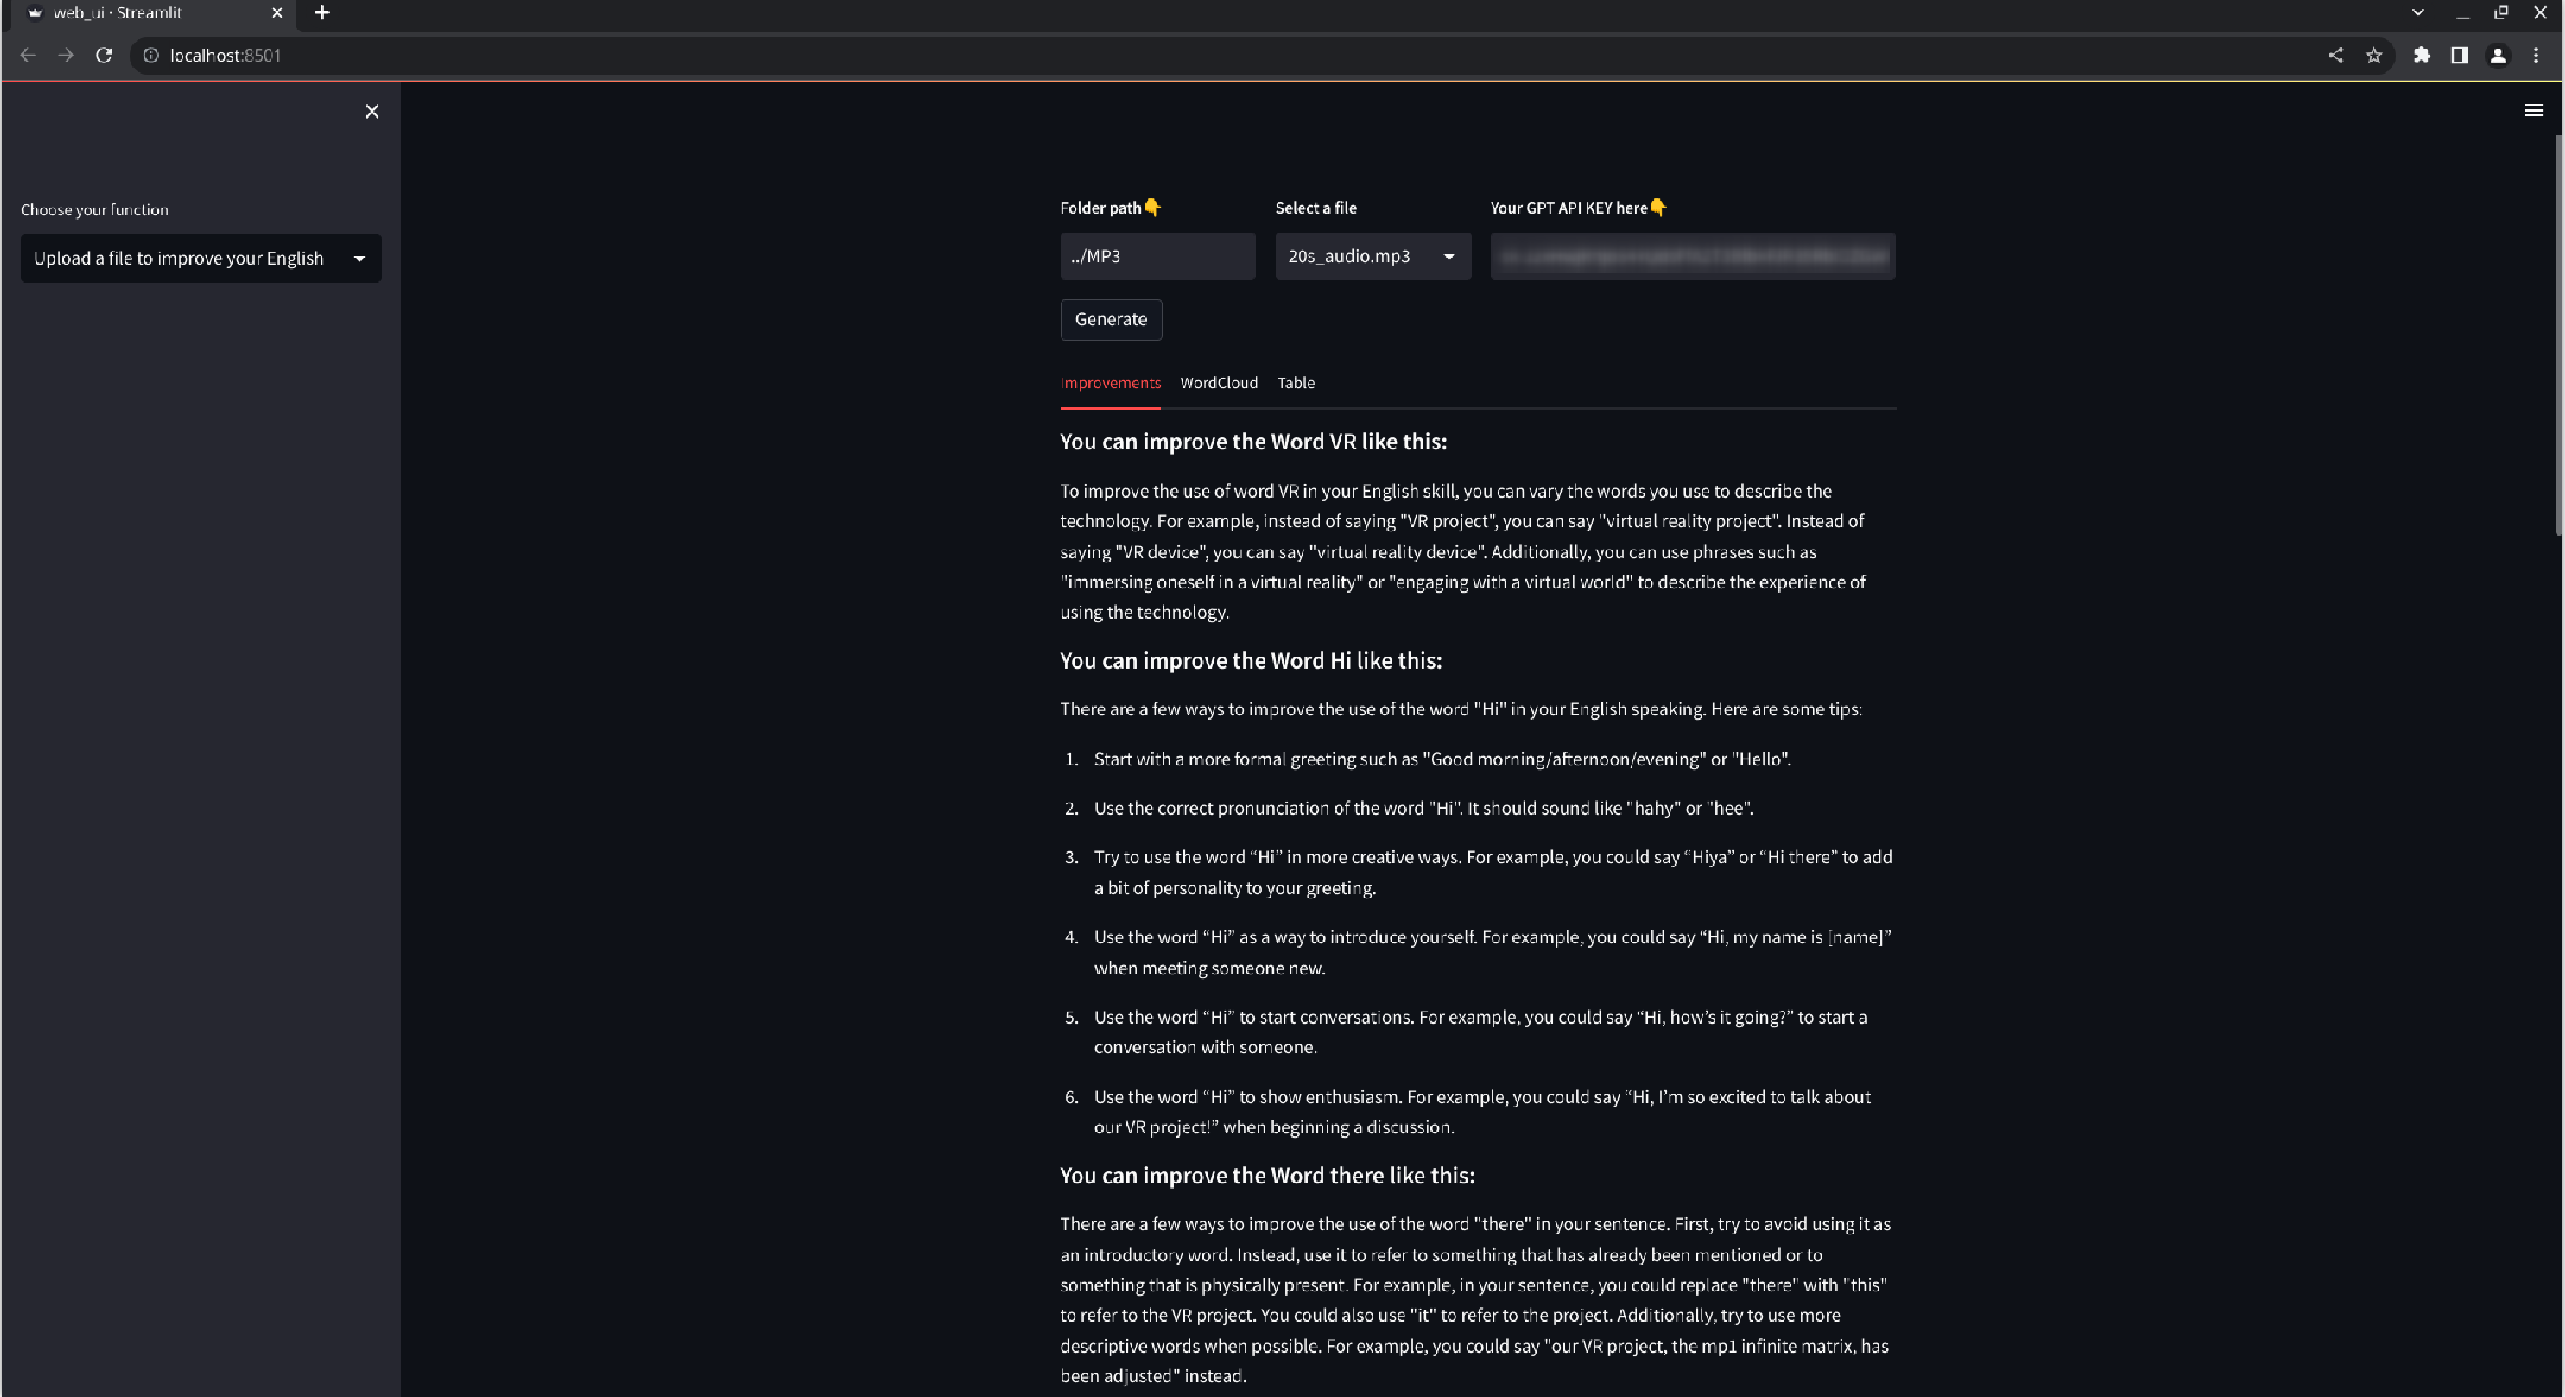 web_ui · Streamlit
localhost:8501
Choose your function
Upload a file to improve your English
Folder path👇 Select a file Your GPT API KEY here👇
../MP3 20s_audio.mp3
Generate
Improvements WordCloud Table
You can improve the Word VR like this:
To improve the use of word VR in your English skill, you can vary the words you use to describe the
technology. For example, instead of saying "VR project", you can say "virtual reality project". Instead of
saying "VR device", you can say "virtual reality device". Additionally, you can use phrases such as
"immersing oneself in a virtual reality" or "engaging with a virtual world" to describe the experience of
using the technology.
You can improve the Word Hi like this:
There are a few ways to improve the use of the word "Hi" in your English speaking. Here are some tips:
1. Start with a more formal greeting such as "Good morning/afternoon/evening" or "Hello".
2. Use the correct pronunciation of the word "Hi". It should sound like "hahy" or "hee".
3. Try to use the word “Hi” in more creative ways. For example, you could say “Hiya” or “Hi there” to add
a bit of personality to your greeting.
4. Use the word “Hi” as a way to introduce yourself. For example, you could say “Hi, my name is [name]”
when meeting someone new.
5. Use the word “Hi” to start conversations. For example, you could say “Hi, how’s it going?” to start a
conversation with someone.
6. Use the word “Hi” to show enthusiasm. For example, you could say “Hi, I’m so excited to talk about
our VR project!” when beginning a discussion.
You can improve the Word there like this:
There are a few ways to improve the use of the word "there" in your sentence. First, try to avoid using it as
an introductory word. Instead, use it to refer to something that has already been mentioned or to
something that is physically present. For example, in your sentence, you could replace "there" with "this"
to refer to the VR project. You could also use "it" to refer to the project. Additionally, try to use more
descriptive words when possible. For example, you could say "our VR project, the mp1 infinite matrix, has
been adjusted" instead.